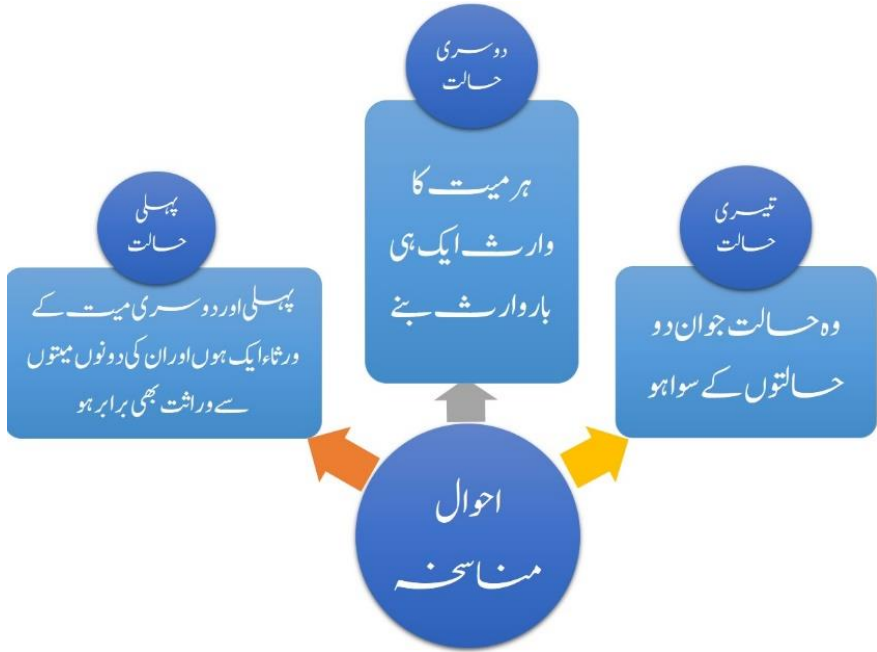 احوال
مناسخہ
پہلی
حالت
پہلی اور دوسری میت کے
ورثاء ایک ہوں اور ان کی دونوں میتوں
سے وراثت بھی برابر ہو
دوسری
حالت
ہر میت کا
وارث ایک ہی
بار وارث بنے
تیسری
حالت
وہ حالت جو ان دو
حالتوں کے سوا ہو